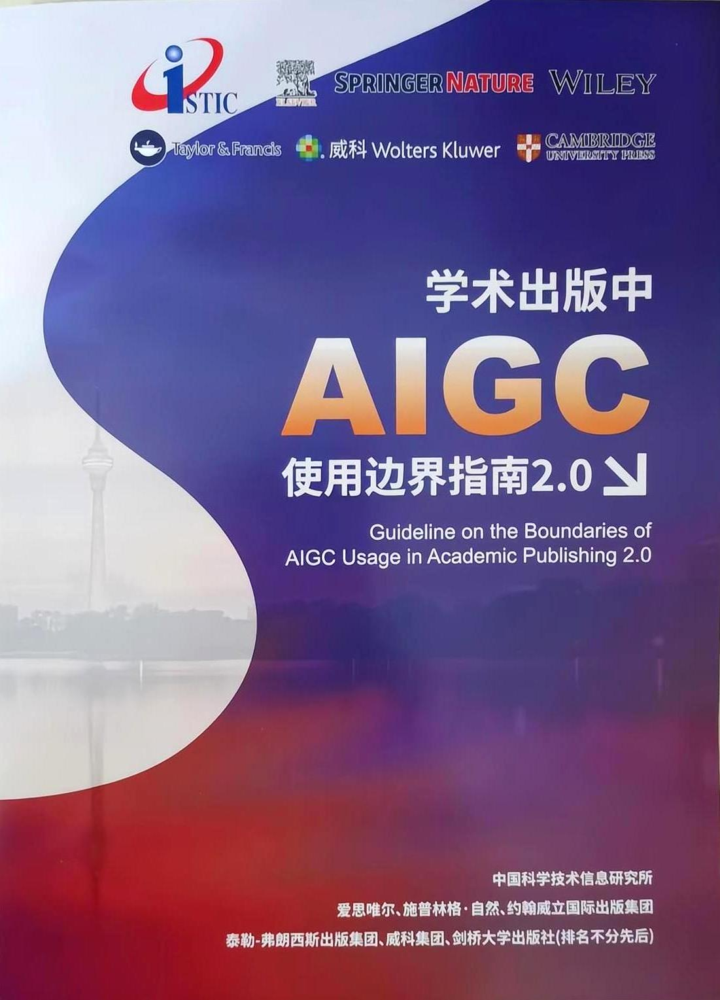 iSTIC
ELSEVIER
SPRINGER NATURE
WILEY
Taylor & Francis
威科 Wolters Kluwer
CAMBRIDGE
UNIVERSITY PRESS
学术出版中
AIGC
使用边界指南2.0
Guideline on the Boundaries of
AIGC Usage in Academic Publishing 2.0
中国科学技术信息研究所
爱思唯尔、施普林格·自然、约翰威立国际出版集团
泰勒-弗朗西斯出版集团、威科集团、剑桥大学出版社(排名不分先后)